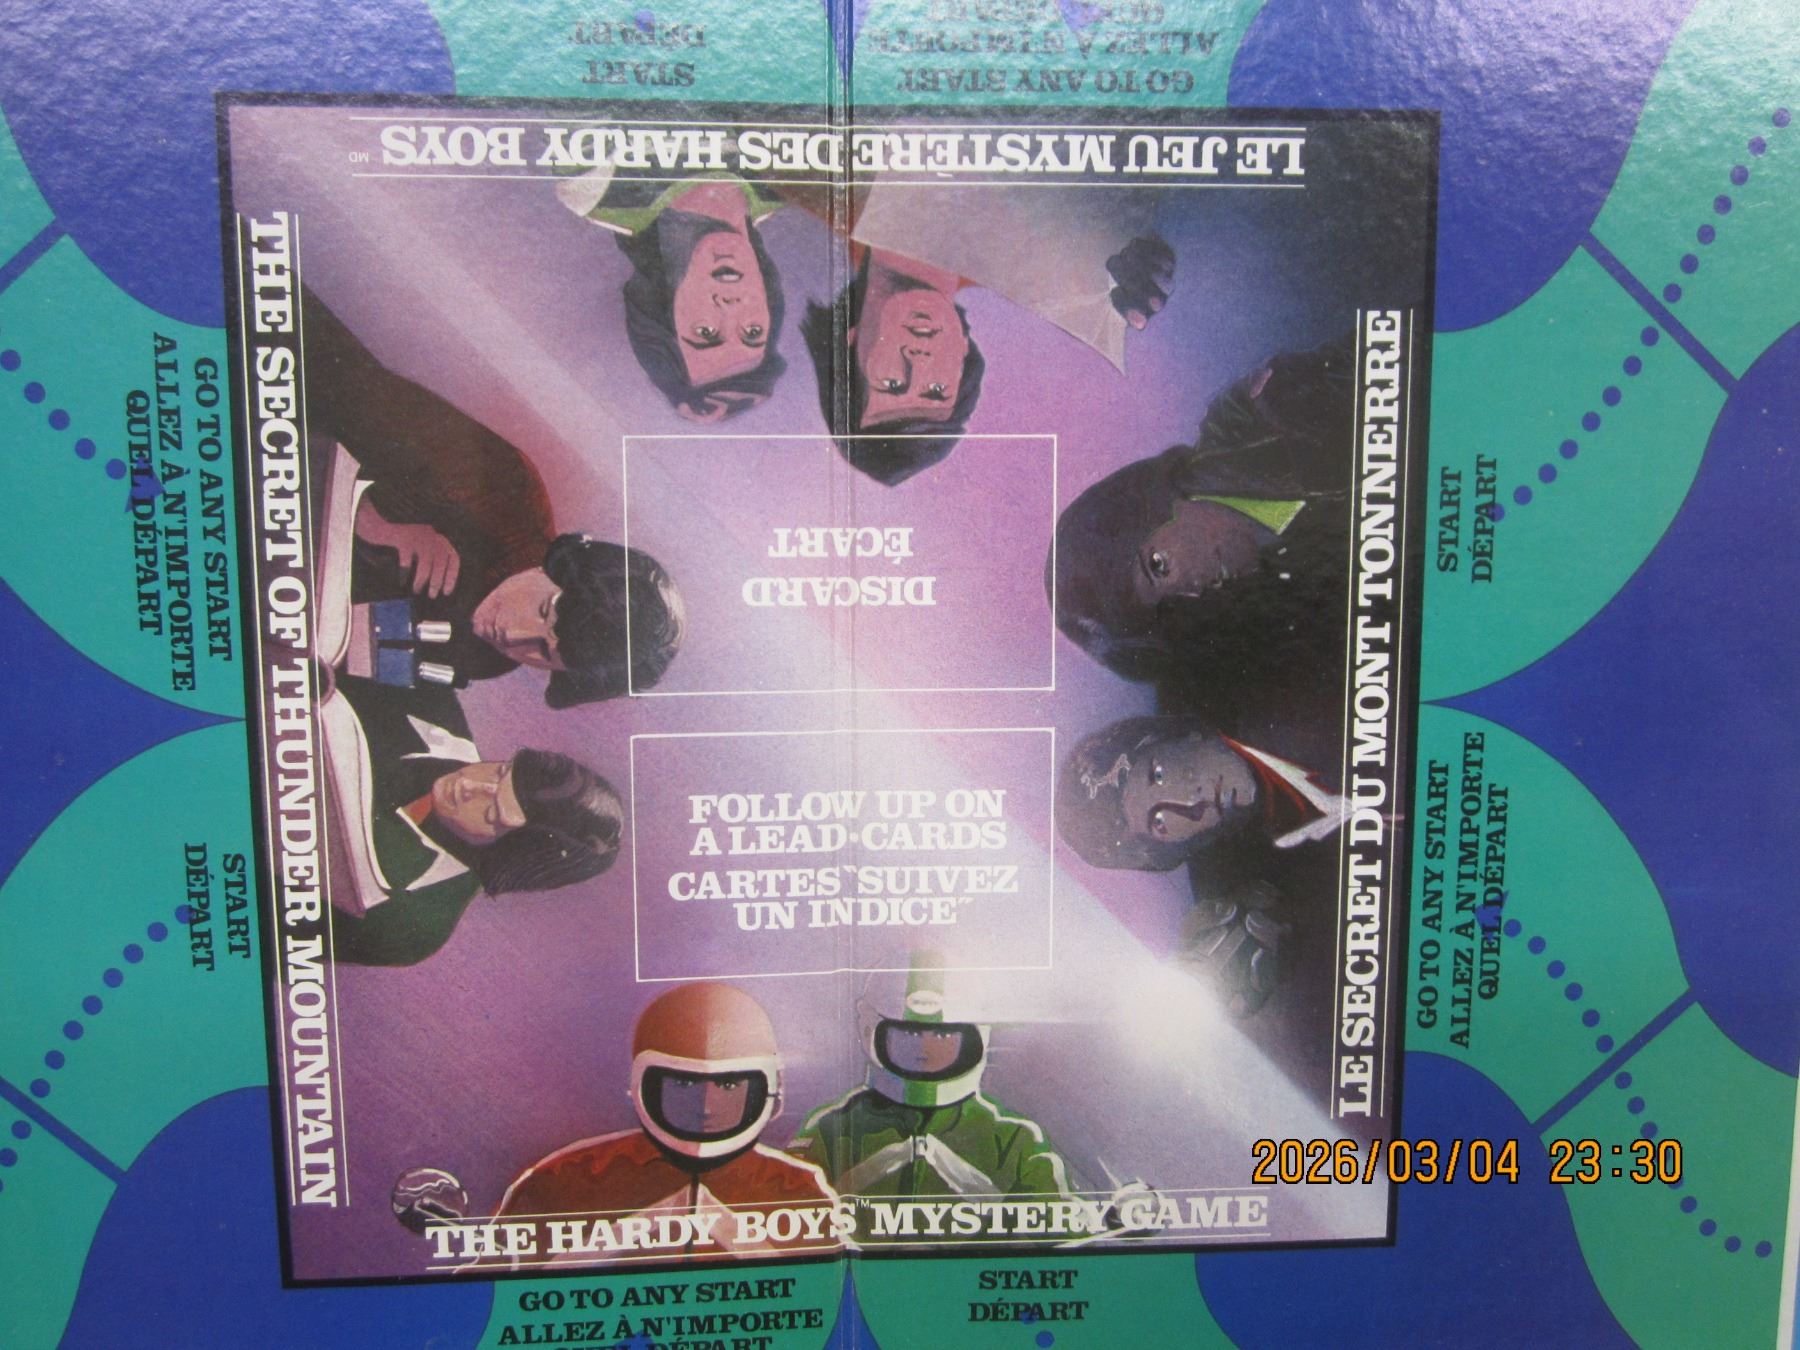 START
DÉPART
GO TO ANY START
ALLEZ À N'IMPORTE
QUEL DÉPART
LE JEU MYSTÈRE DES HARDY BOYS MD
THE SECRET OF THUNDER MOUNTAIN
GO TO ANY START
ALLEZ À N'IMPORTE
QUEL DÉPART
START
DÉPART
DISCARD
ÉCART
FOLLOW UP ON
A LEAD·CARDS
CARTES "SUIVEZ
UN INDICE"
LE SECRET DU MONT TONNERRE
START
DÉPART
GO TO ANY START
ALLEZ À N'IMPORTE
QUEL DÉPART
THE HARDY BOYS™ MYSTERY GAME
GO TO ANY START
ALLEZ À N'IMPORTE
QUEL DÉPART
START
DÉPART
2026/03/04 23:30